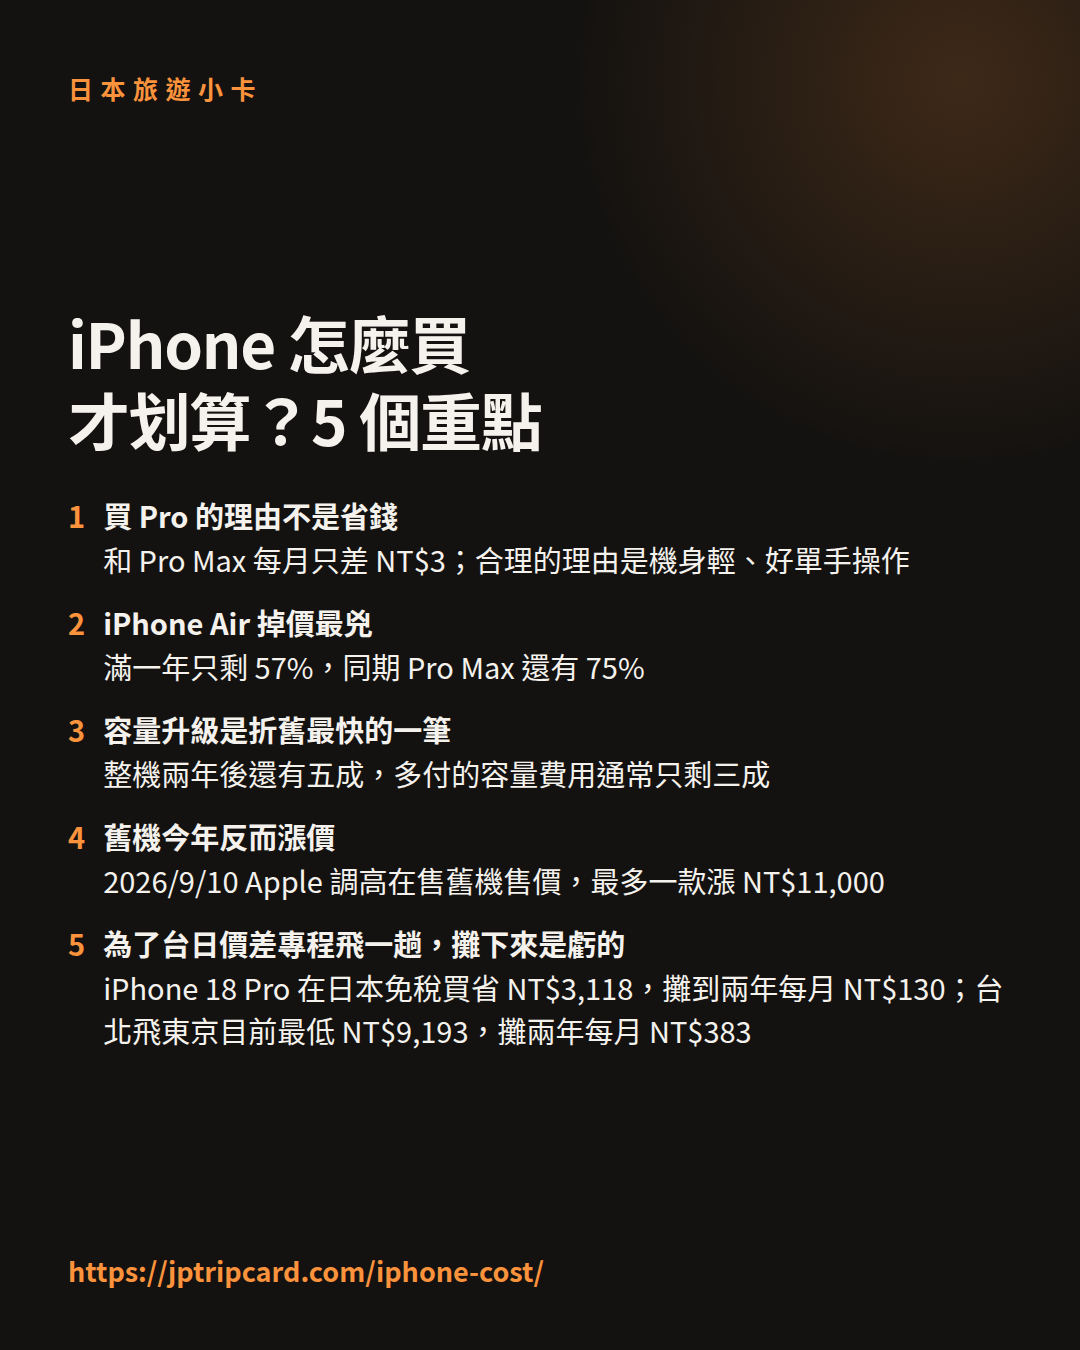 日本旅遊小卡
iPhone 怎麼買
才划算？5 個重點
1 買 Pro 的理由不是省錢
和 Pro Max 每月只差 NT$3；合理的理由是機身輕、好單手操作
2 iPhone Air 掉價最兇
滿一年只剩 57%，同期 Pro Max 還有 75%
3 容量升級是折舊最快的一筆
整機兩年後還有五成，多付的容量費用通常只剩三成
4 舊機今年反而漲價
2026/9/10 Apple 調高在售舊機售價，最多一款漲 NT$11,000
5 為了台日價差專程飛一趟，攤下來是虧的
iPhone 18 Pro 在日本免稅買省 NT$3,118，攤到兩年每月 NT$130；台
北飛東京目前最低 NT$9,193，攤兩年每月 NT$383
https://jptripcard.com/iphone-cost/